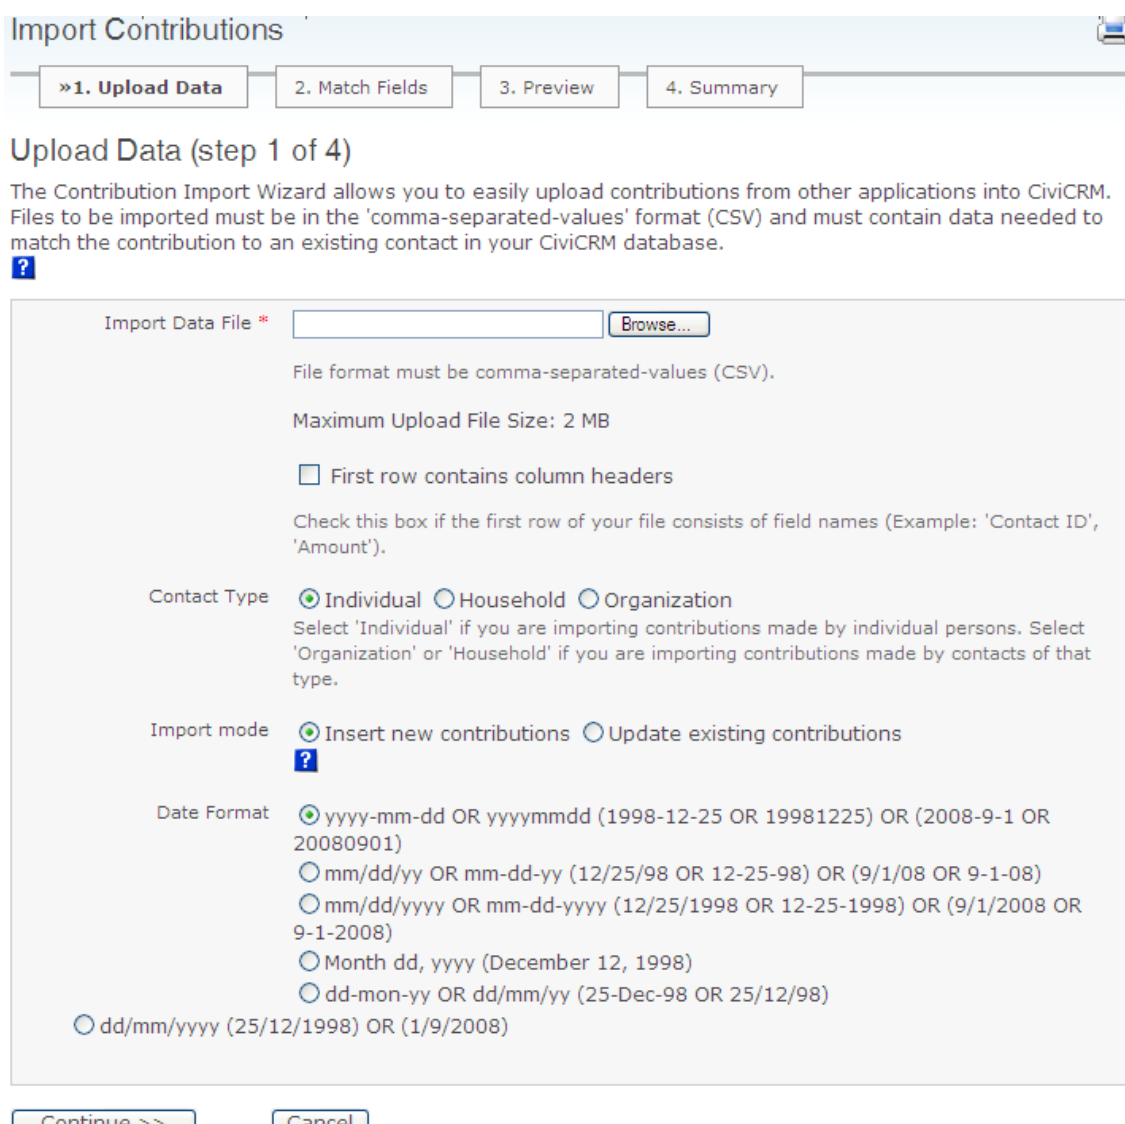 Import Contributions
»1. Upload Data
2. Match Fields
3. Preview
4. Summary
Upload Data (step 1 of 4)
The Contribution Import Wizard allows you to easily upload contributions from other applications into CiviCRM.
Files to be imported must be in the 'comma-separated-values' format (CSV) and must contain data needed to
match the contribution to an existing contact in your CiviCRM database.
?
Import Data File *
Browse...
File format must be comma-separated-values (CSV).
Maximum Upload File Size: 2 MB
First row contains column headers
Check this box if the first row of your file consists of field names (Example: 'Contact ID',
'Amount').
Contact Type
Individual Household Organization
Select 'Individual' if you are importing contributions made by individual persons. Select
'Organization' or 'Household' if you are importing contributions made by contacts of that
type.
Import mode
Insert new contributions Update existing contributions
?
Date Format
yyyy-mm-dd OR yyyymmdd (1998-12-25 OR 19981225) OR (2008-9-1 OR
20080901)
mm/dd/yy OR mm-dd-yy (12/25/98 OR 12-25-98) OR (9/1/08 OR 9-1-08)
mm/dd/yyyy OR mm-dd-yyyy (12/25/1998 OR 12-25-1998) OR (9/1/2008 OR
9-1-2008)
Month dd, yyyy (December 12, 1998)
dd-mon-yy OR dd/mm/yy (25-Dec-98 OR 25/12/98)
dd/mm/yyyy (25/12/1998) OR (1/9/2008)
Continue >>
Cancel